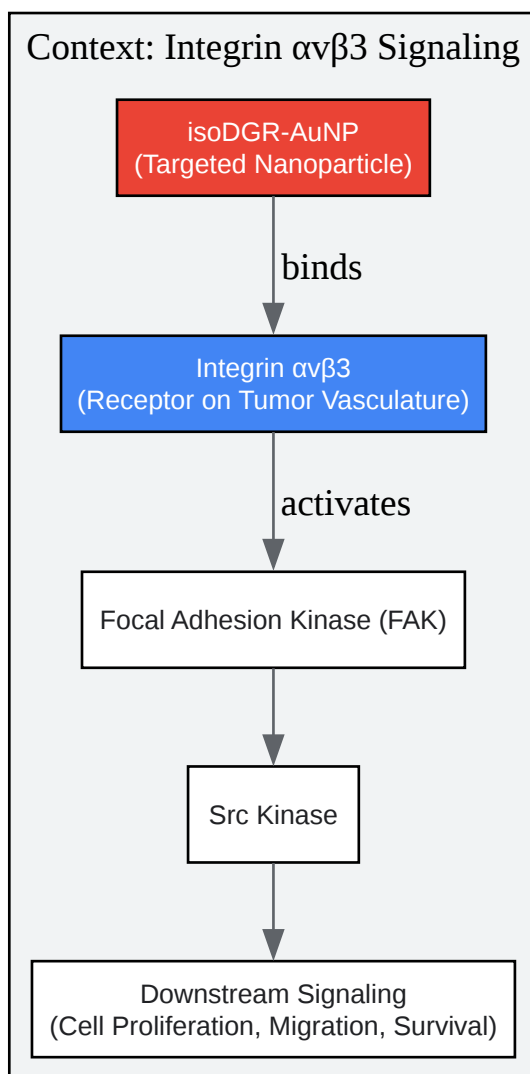 Context: Integrin αvβ3 Signaling
isoDGR-AuNP
(Targeted Nanoparticle)
binds
Integrin αvβ3
(Receptor on Tumor Vasculature)
activates
Focal Adhesion Kinase (FAK)
Src Kinase
Downstream Signaling
(Cell Proliferation, Migration, Survival)